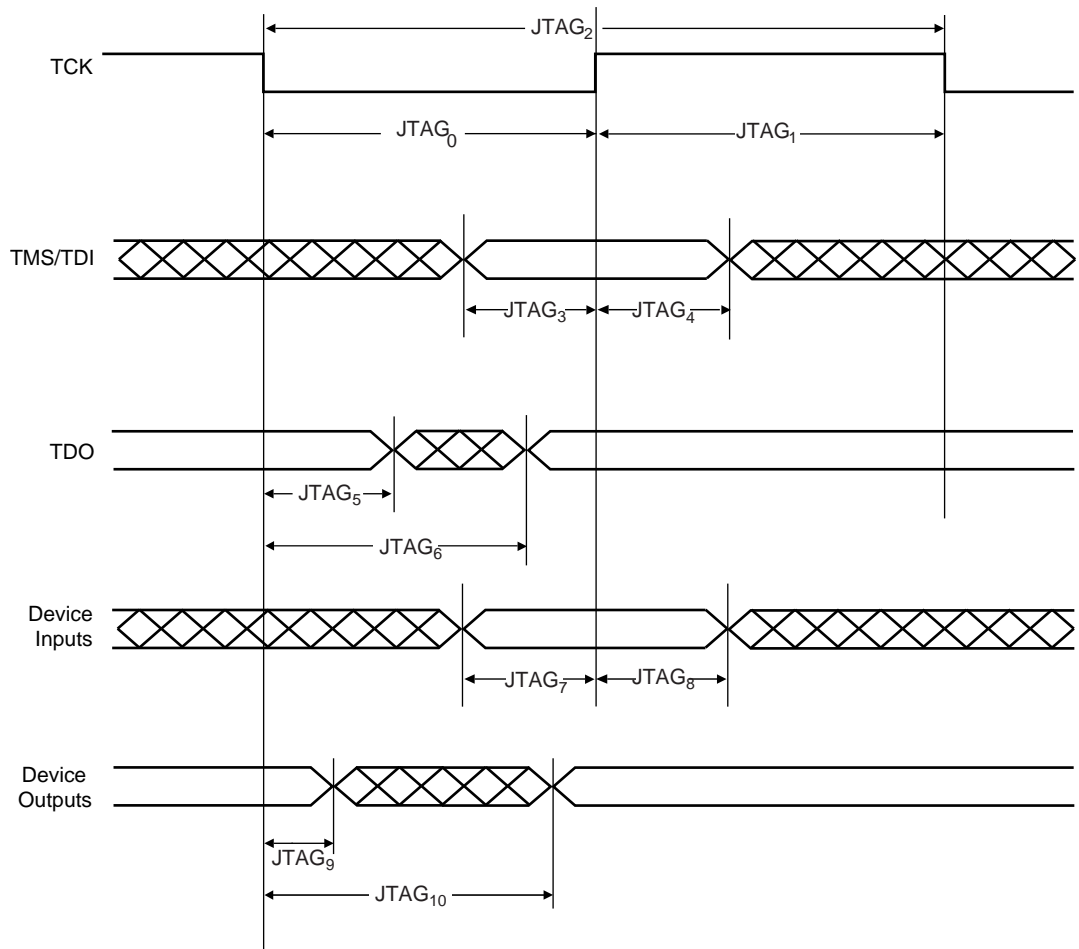 JTAG₂
TCK
JTAG₀
JTAG₁
TMS/TDI
JTAG₃
JTAG₄
TDO
JTAG₅
JTAG₆
Device
Inputs
JTAG₇
JTAG₈
Device
Outputs
JTAG₉
JTAG₁₀